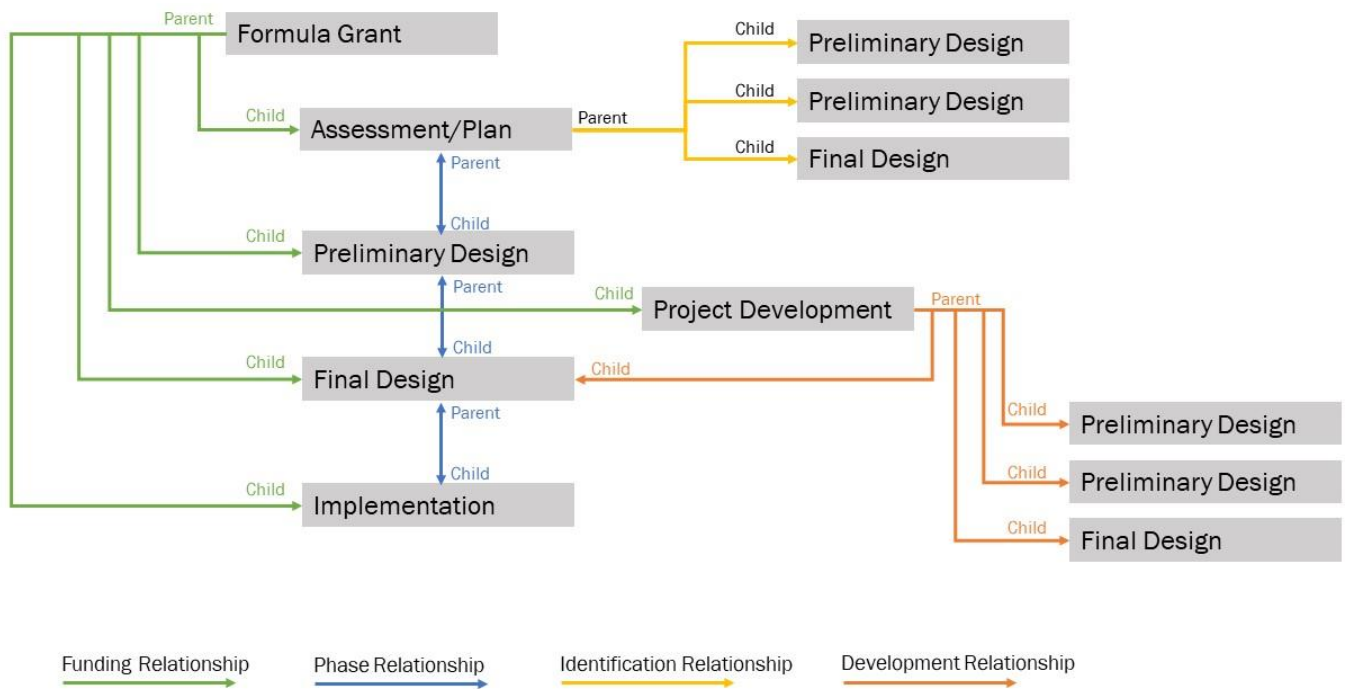 Parent
Formula Grant
Child
Preliminary Design
Child
Preliminary Design
Child
Assessment/Plan
Parent
Child
Final Design
Parent
Child
Child
Preliminary Design
Parent
Child
Project Development
Parent
Child
Child
Final Design
Child
Parent
Child
Preliminary Design
Child
Child
Preliminary Design
Child
Implementation
Child
Final Design
Funding Relationship
Phase Relationship
Identification Relationship
Development Relationship